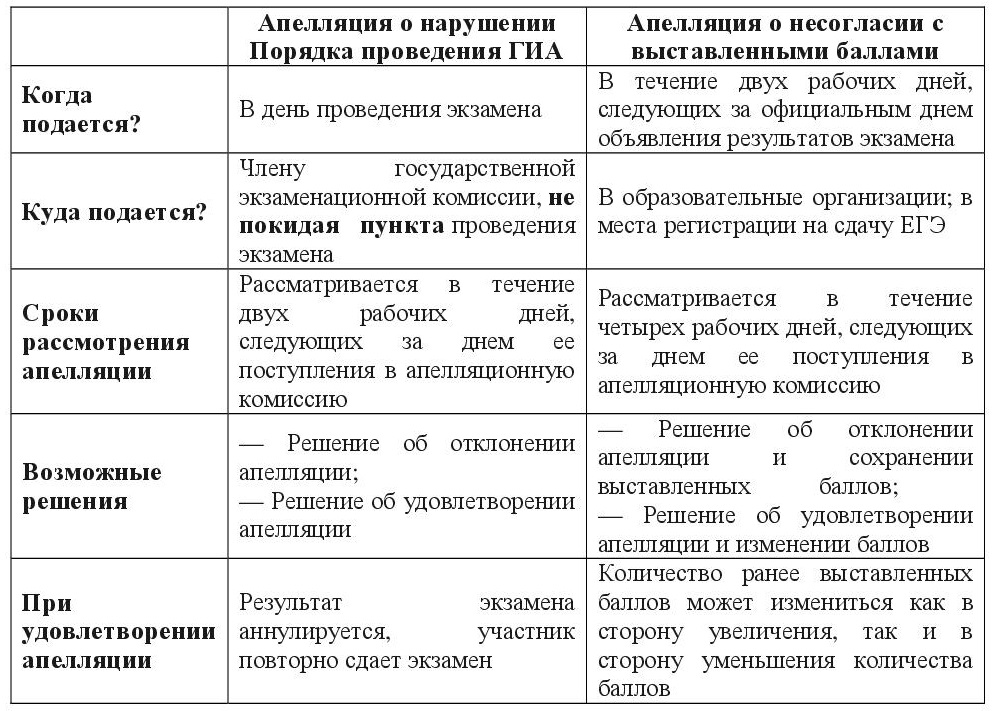 Апелляция о нарушении
Порядка проведения ГИА
Апелляция о несогласии с
выставленными баллами
Когда
подается?
В день проведения экзамена
В течение двух рабочих дней,
следующих за официальным днем
объявления результатов экзамена
Куда подается?
Члену государственной
экзаменационной комиссии, не
покидая пункта проведения
экзамена
В образовательные организации; в
места регистрации на сдачу ЕГЭ
Сроки
рассмотрения
апелляции
Рассматривается в течение
двух рабочих дней,
следующих за днем ее
поступления в апелляционную
комиссию
Рассматривается в течение
четырех рабочих дней, следующих
за днем ее поступления в
апелляционную комиссию
Возможные
решения
— Решение об отклонении
апелляции;
— Решение об удовлетворении
апелляции
— Решение об отклонении
апелляции и сохранении
выставленных баллов;
— Решение об удовлетворении
апелляции и изменении баллов
При
удовлетворении
апелляции
Результат экзамена
аннулируется, участник
повторно сдает экзамен
Количество ранее выставленных
баллов может измениться как в
сторону увеличения, так и в
сторону уменьшения количества
баллов